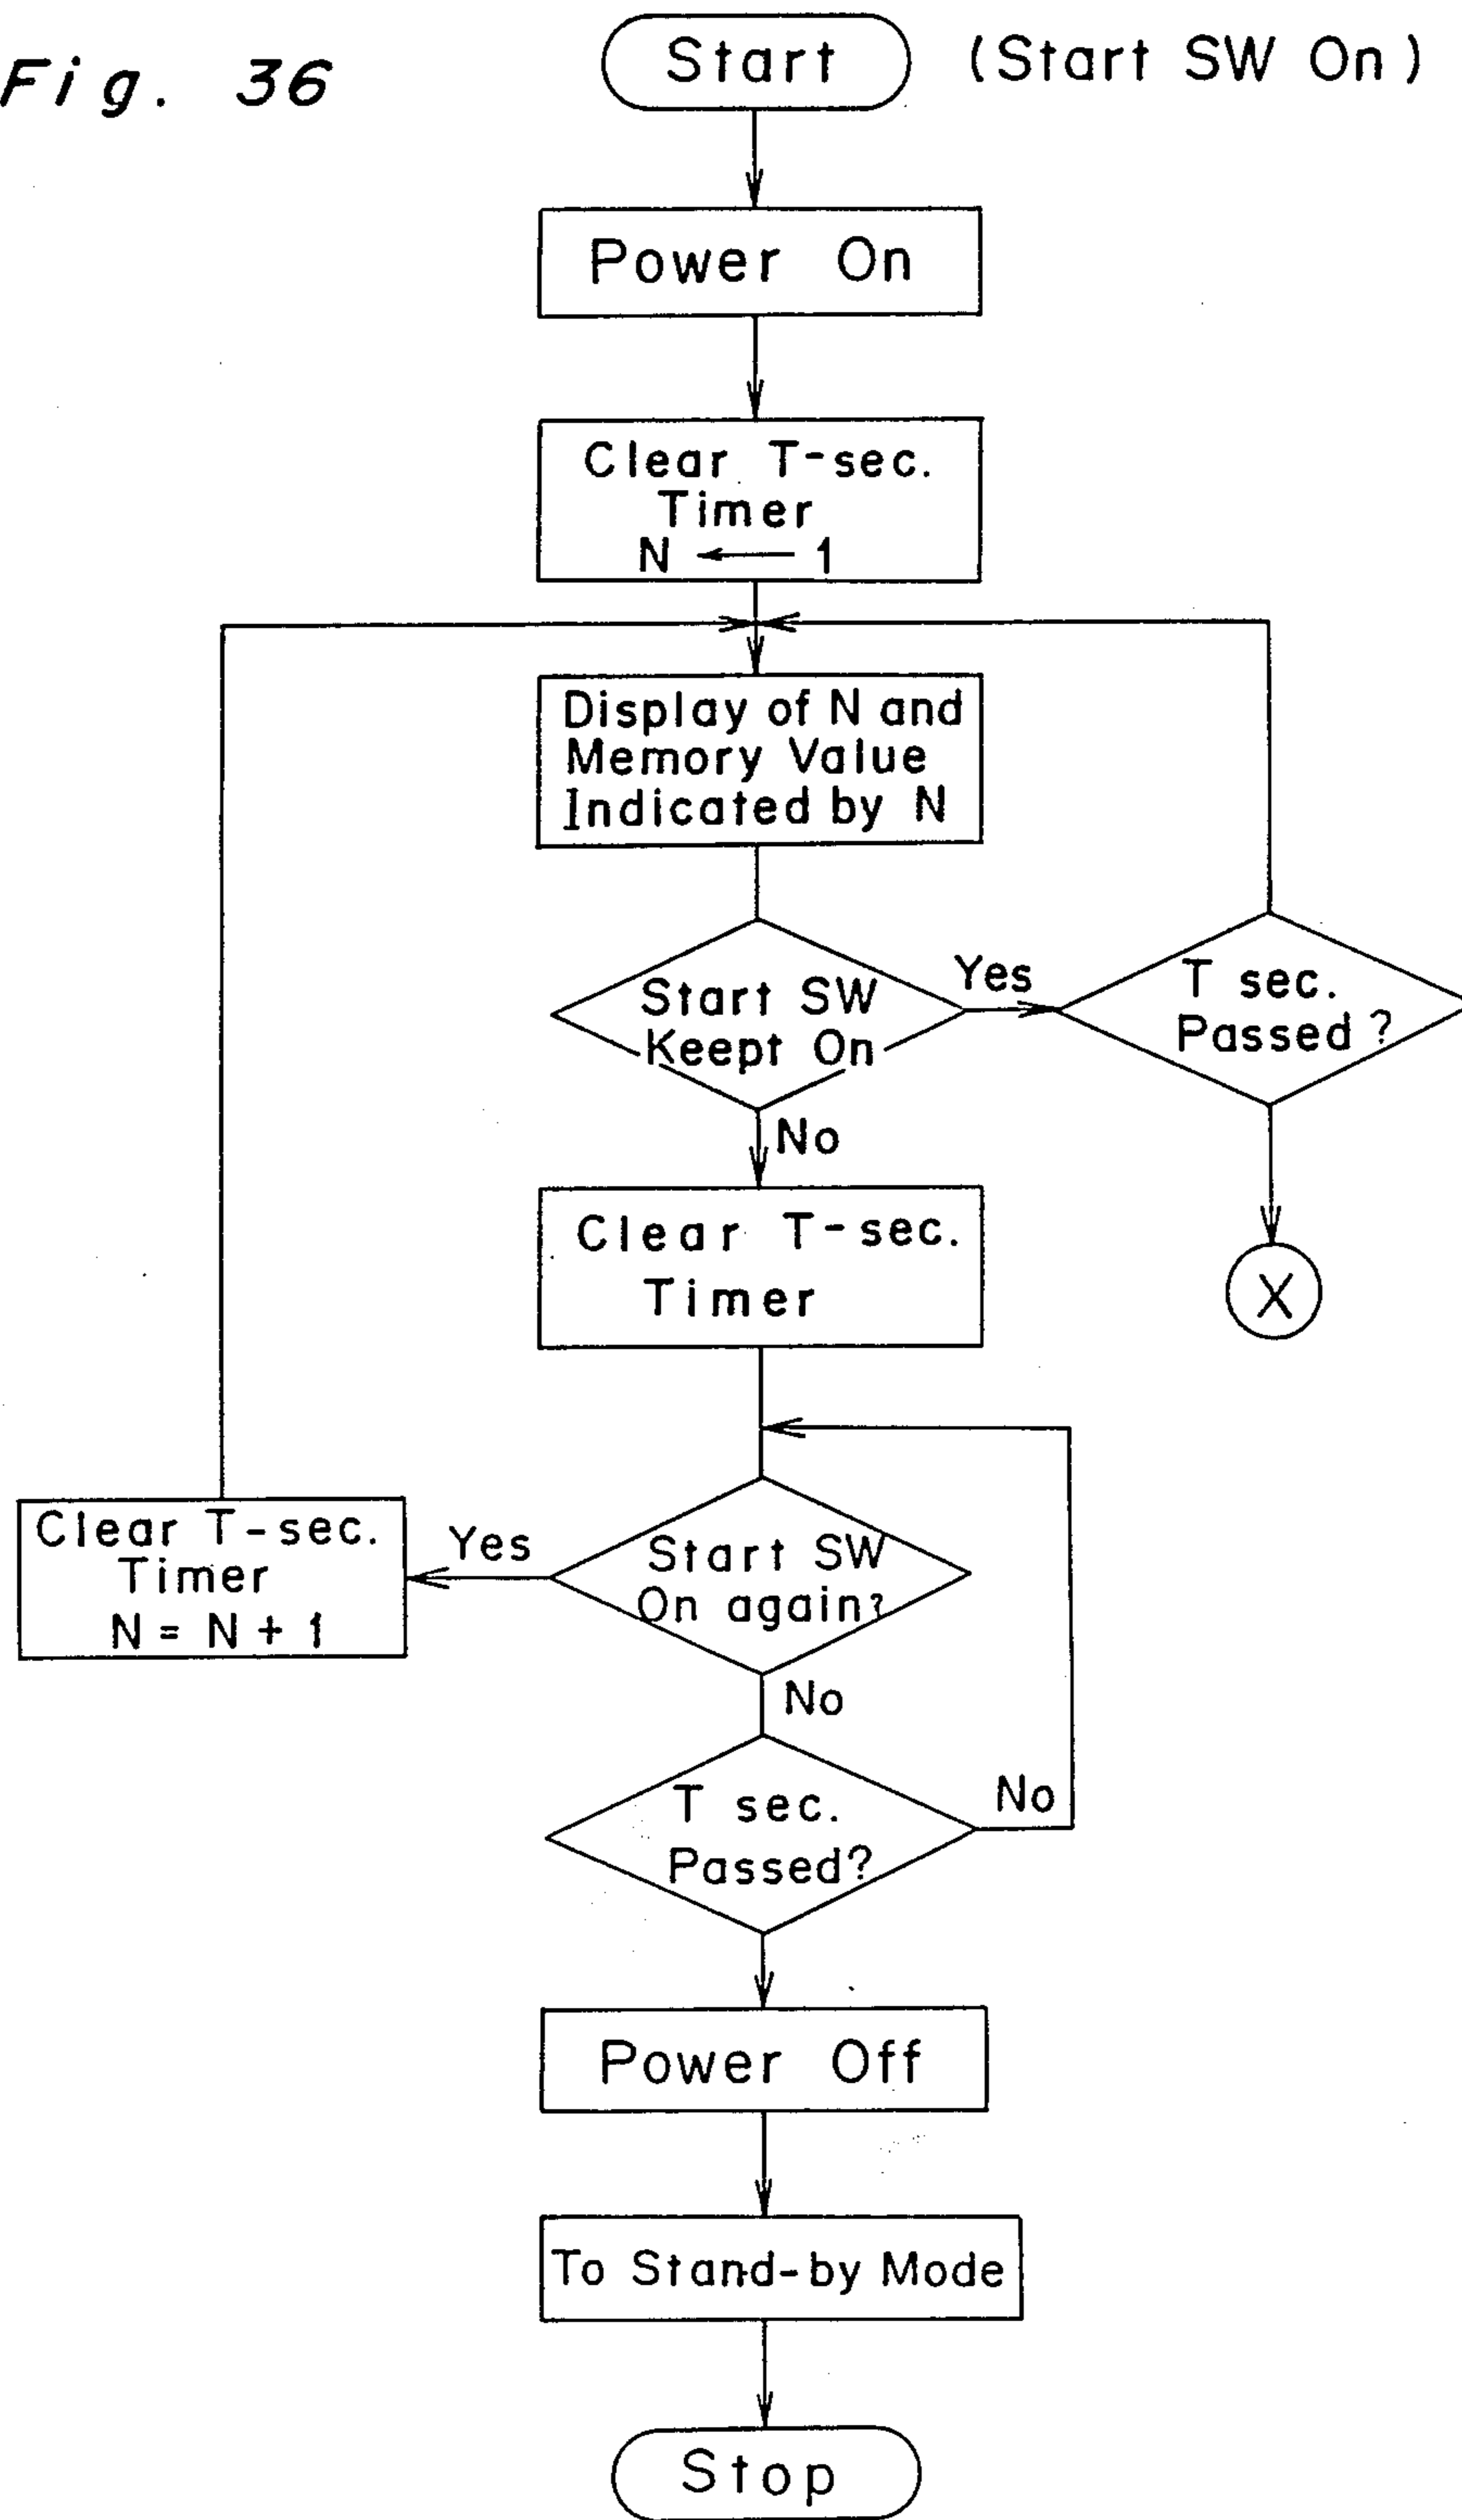 Fig. 36
Start (Start SW On)
Power On
Clear T-sec.
Timer
N ← 1
Display of N and
Memory Value
Indicated by N
Start SW
Keept On
Yes
T sec.
Passed?
No
Clear T-sec.
Timer
X
Start SW
On again?
Yes
Clear T-sec.
Timer
N = N + 1
No
T sec.
Passed?
No
Power Off
To Stand-by Mode
Stop